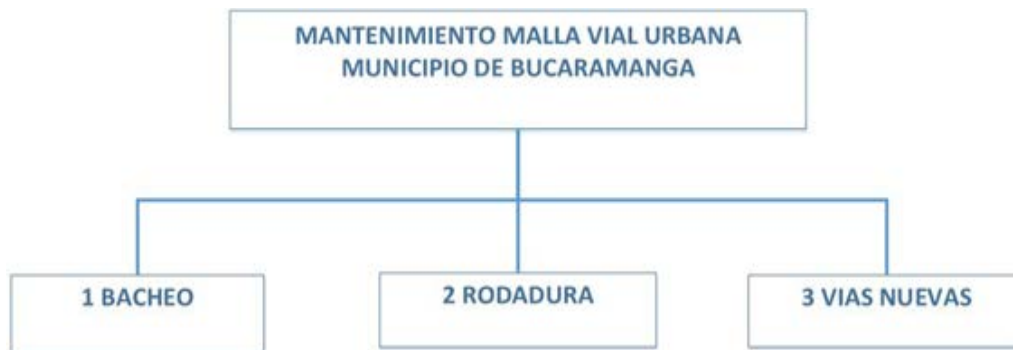 MANTENIMIENTO MALLA VIAL URBANA
MUNICIPIO DE BUCARAMANGA
1 BACHEO
2 RODADURA
3 VIAS NUEVAS